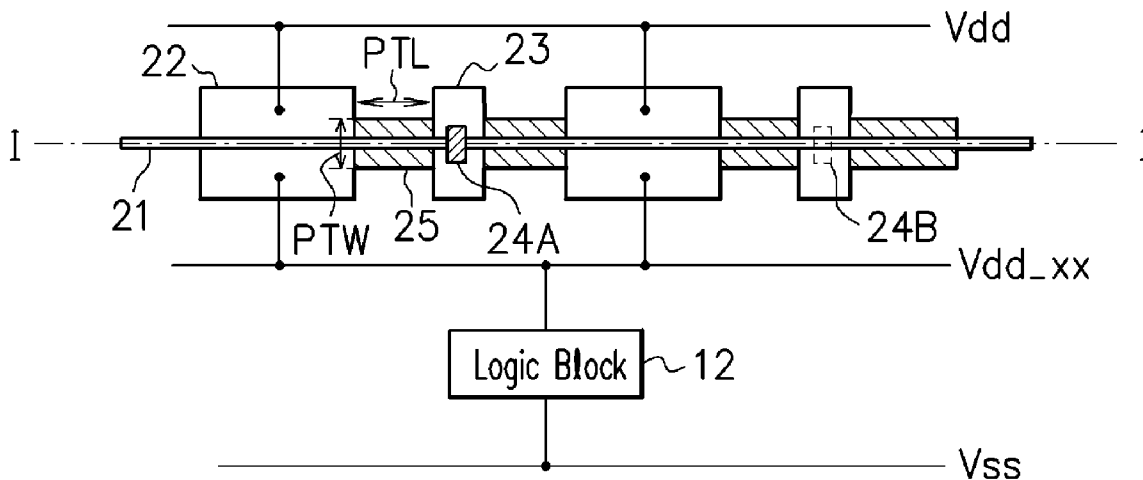 Vdd
22
PTL
23
I
21
PTW
25
24A
24B
Vdd_xx
Logic Block
12
Vss